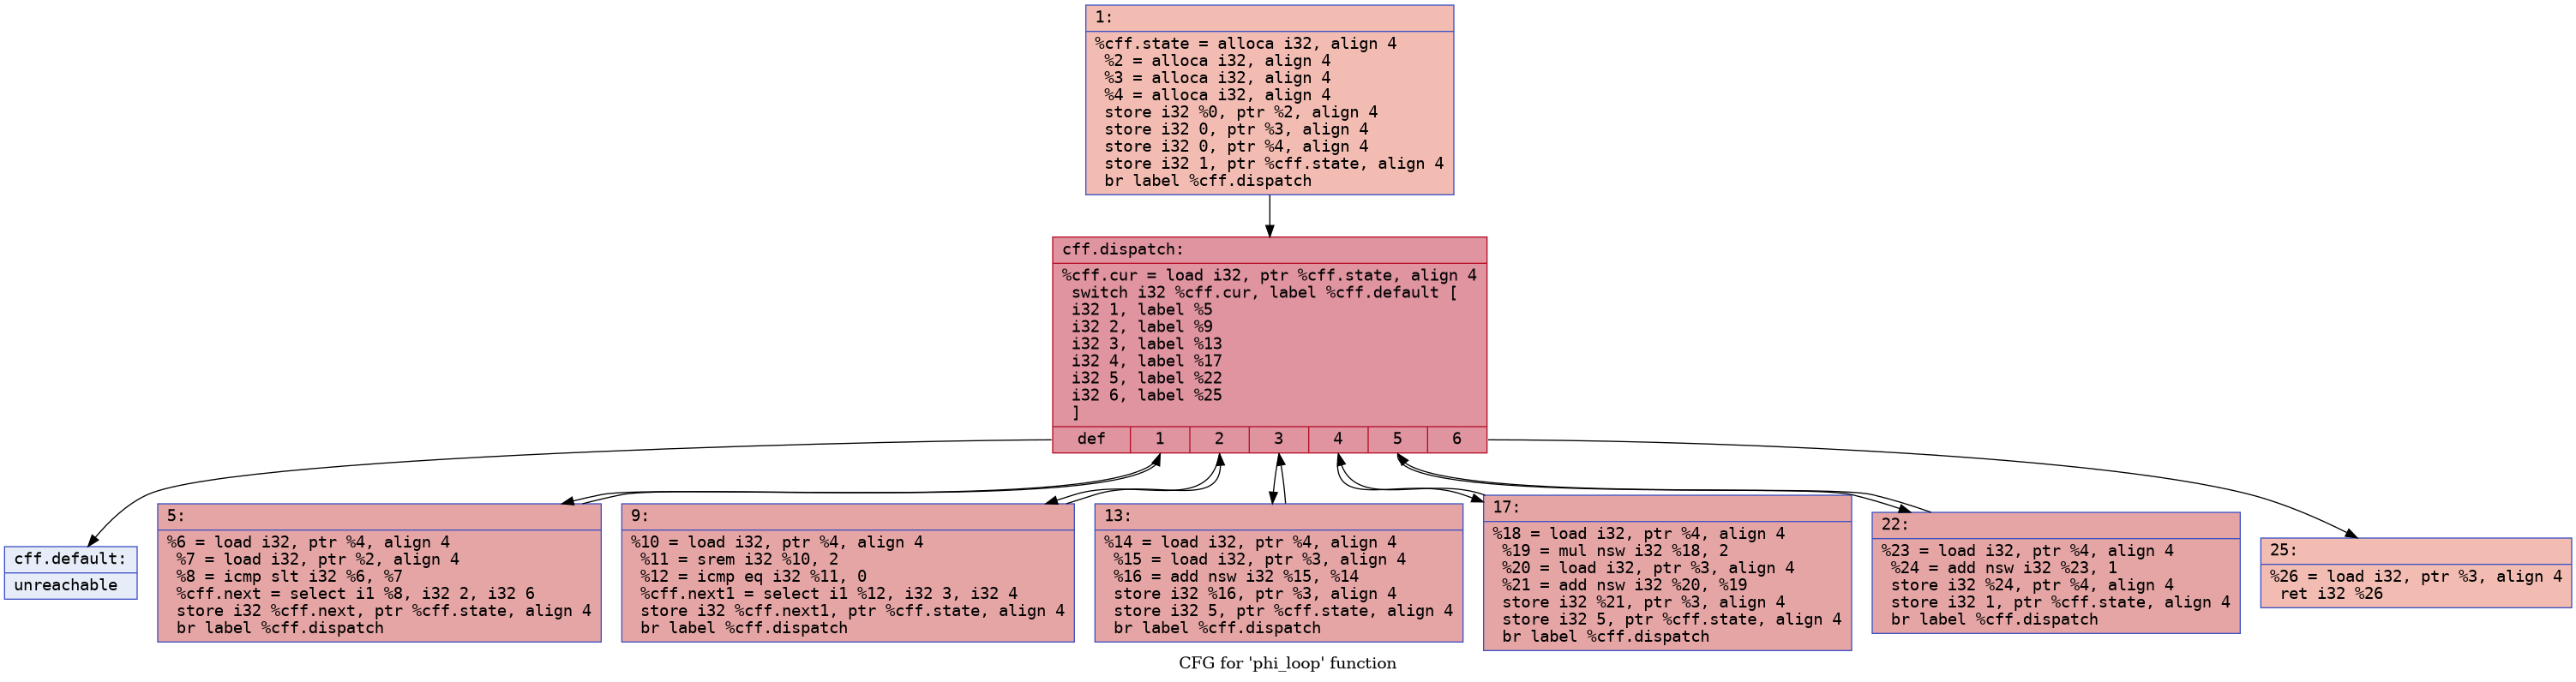 1:
%cff.state = alloca i32, align 4
%2 = alloca i32, align 4
%3 = alloca i32, align 4
%4 = alloca i32, align 4
store i32 %0, ptr %2, align 4
store i32 0, ptr %3, align 4
store i32 0, ptr %4, align 4
store i32 1, ptr %cff.state, align 4
br label %cff.dispatch
cff.dispatch:
%cff.cur = load i32, ptr %cff.state, align 4
switch i32 %cff.cur, label %cff.default [
i32 1, label %5
i32 2, label %9
i32 3, label %13
i32 4, label %17
i32 5, label %22
i32 6, label %25
]
def 1 2 3 4 5 6
cff.default:
unreachable
5:
%6 = load i32, ptr %4, align 4
%7 = load i32, ptr %2, align 4
%8 = icmp slt i32 %6, %7
%cff.next = select i1 %8, i32 2, i32 6
store i32 %cff.next, ptr %cff.state, align 4
br label %cff.dispatch
9:
%10 = load i32, ptr %4, align 4
%11 = srem i32 %10, 2
%12 = icmp eq i32 %11, 0
%cff.next1 = select i1 %12, i32 3, i32 4
store i32 %cff.next1, ptr %cff.state, align 4
br label %cff.dispatch
13:
%14 = load i32, ptr %4, align 4
%15 = load i32, ptr %3, align 4
%16 = add nsw i32 %15, %14
store i32 %16, ptr %3, align 4
store i32 5, ptr %cff.state, align 4
br label %cff.dispatch
17:
%18 = load i32, ptr %4, align 4
%19 = mul nsw i32 %18, 2
%20 = load i32, ptr %3, align 4
%21 = add nsw i32 %20, %19
store i32 %21, ptr %3, align 4
store i32 5, ptr %cff.state, align 4
br label %cff.dispatch
22:
%23 = load i32, ptr %4, align 4
%24 = add nsw i32 %23, 1
store i32 %24, ptr %4, align 4
store i32 1, ptr %cff.state, align 4
br label %cff.dispatch
25:
%26 = load i32, ptr %3, align 4
ret i32 %26
CFG for 'phi_loop' function